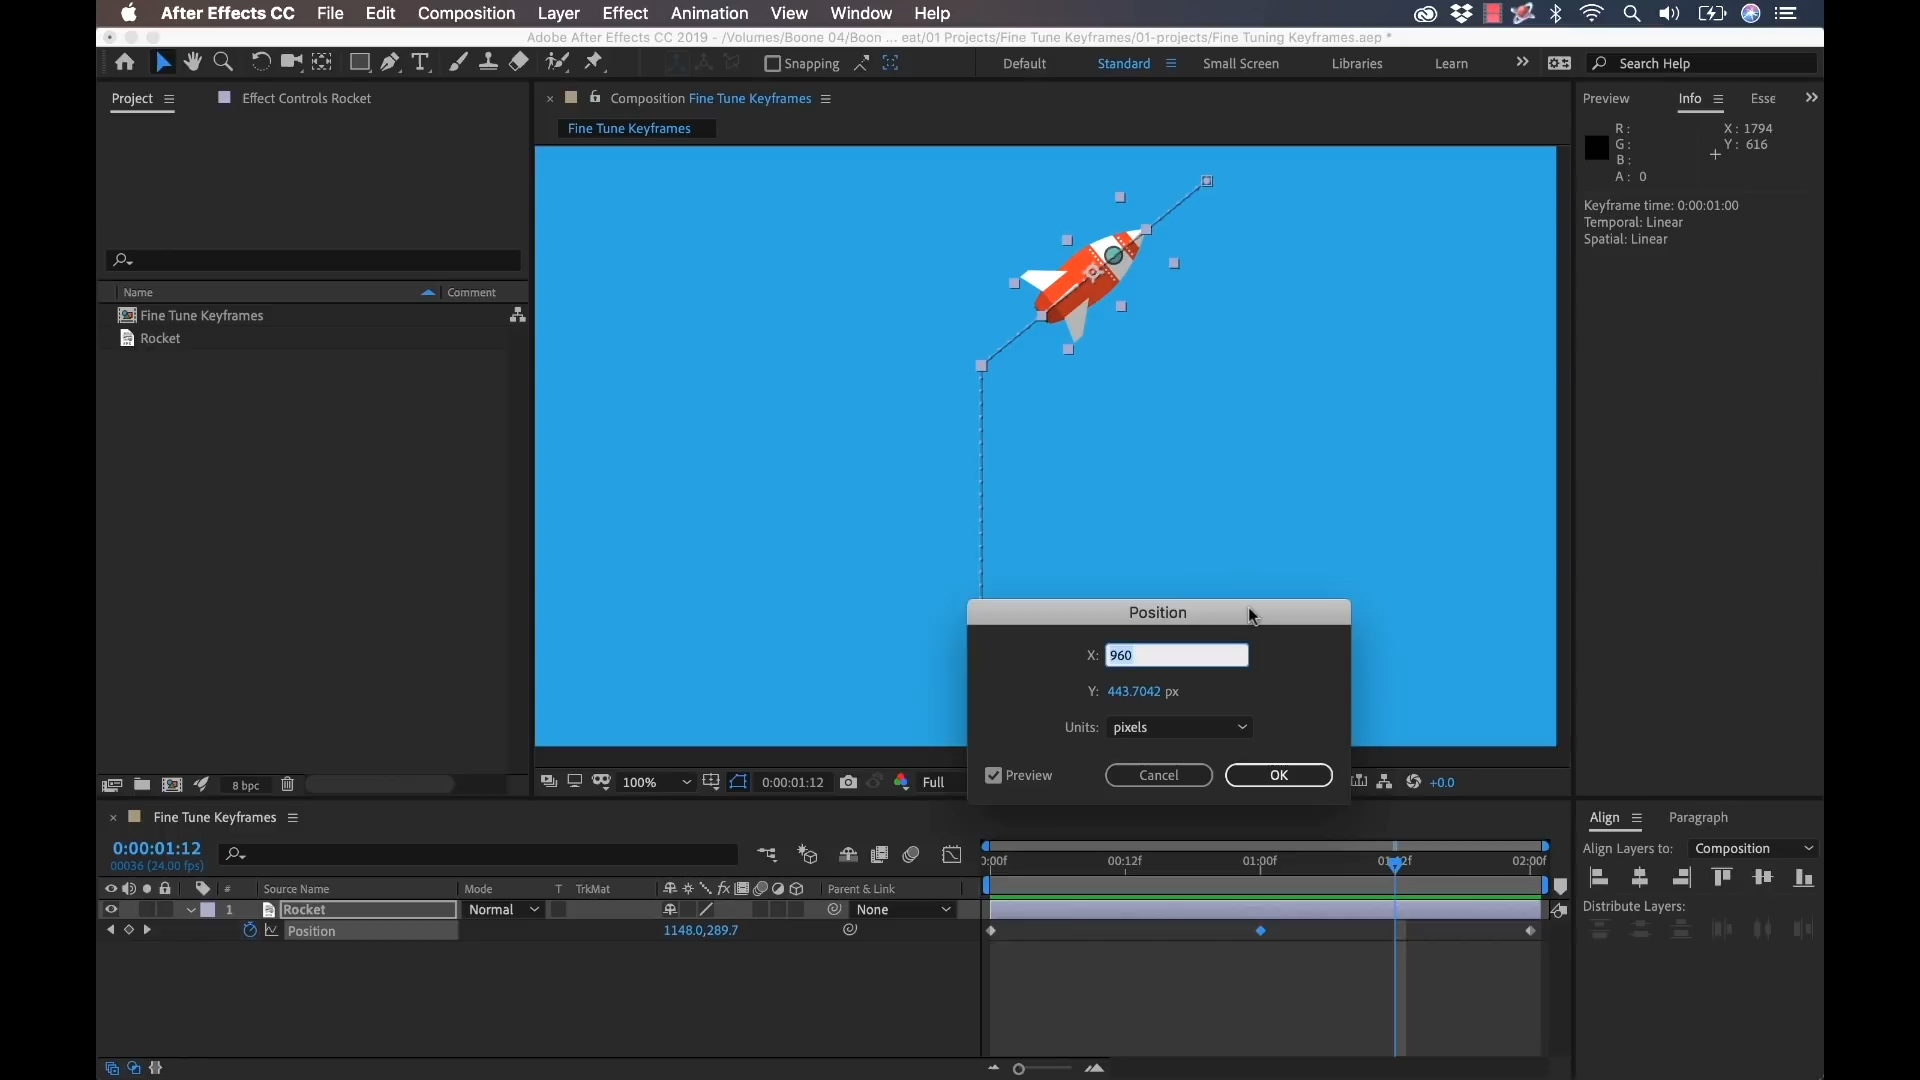 After Effects CC File Edit Composition Layer Effect Animation View Window Help
Adobe After Effects CC 2019 - /Volumes/Boone 04/Boon ... eat/01 Projects/Fine Tune Keyframes/01-projects/Fine Tuning Keyframes.aep *
Snapping Default Standard Small Screen Libraries Learn Search Help
Project Effect Controls Rocket Composition Fine Tune Keyframes Preview Info Esse
Fine Tune Keyframes
R: X: 1794
G: Y: 616
B:
A: 0
Keyframe time: 0:00:01:00
Temporal: Linear
Spatial: Linear
Name Comment
Fine Tune Keyframes
Rocket
Position
X: 960
Y: 443.7042 px
Units: pixels
Preview Cancel OK
8 bpc 100% 0:00:01:12 Full +0.0
Fine Tune Keyframes
0:00:01:12
00036 (24.00 fps)
:00f 00:12f 01:00f 01:12f 02:00f
# Source Name Mode T TrkMat fx Parent & Link
1 Rocket Normal None
Position 1148.0,289.7
Align Paragraph
Align Layers to: Composition
Distribute Layers: